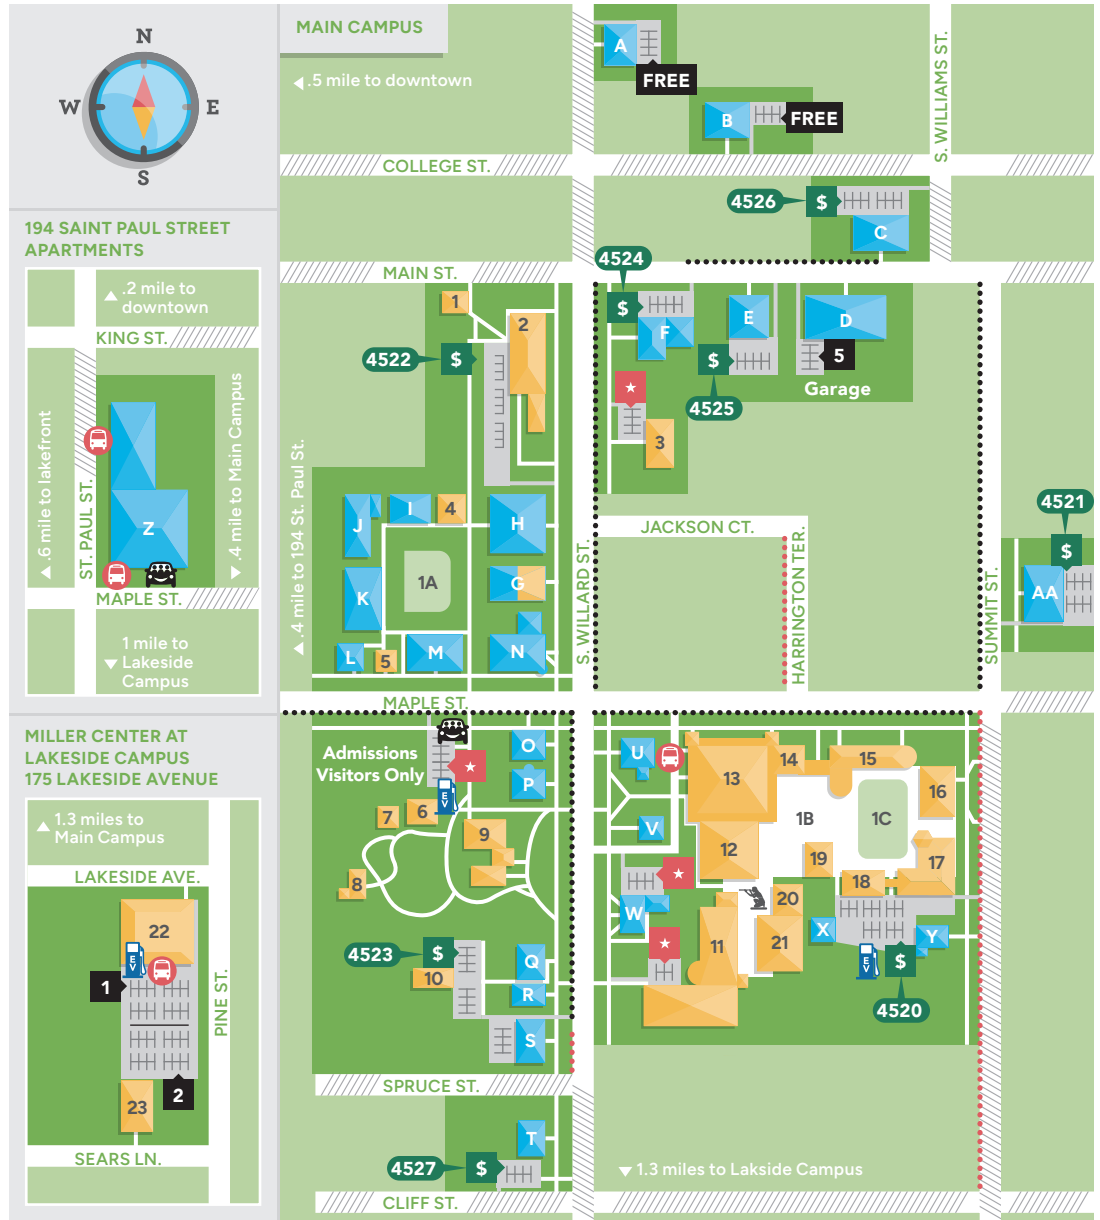 N
W
E
S
194 SAINT PAUL STREET
APARTMENTS
.2 mile to
downtown
KING ST.
.6 mile to lakefront
ST. PAUL ST.
.4 mile to Main Campus
Z
MAPLE ST.
1 mile to
Lakeside
Campus
MILLER CENTER AT
LAKESIDE CAMPUS
175 LAKESIDE AVENUE
1.3 miles to
Main Campus
LAKESIDE AVE.
22
EV
1
PINE ST.
2
23
SEARS LN.
MAIN CAMPUS
.5 mile to downtown
A
FREE
B
FREE
S. WILLIAMS ST.
COLLEGE ST.
4526
$
C
MAIN ST.
4524
$
F
E
D
$
4525
5
Garage
3
1
2
4522
$
.4 mile to 194 St. Paul St.
J
I
4
H
1A
K
G
L
5
M
N
S. WILLARD ST.
JACKSON CT.
HARRINGTON TER.
SUMMIT ST.
4521
$
AA
MAPLE ST.
Admissions
Visitors Only
O
P
EV
7
6
9
8
4523
$
10
Q
R
S
SPRUCE ST.
T
4527
$
CLIFF ST.
U
13
14
15
16
1B
1C
V
12
19
18
17
W
20
11
21
X
Y
EV
$
4520
1.3 miles to Lakside Campus